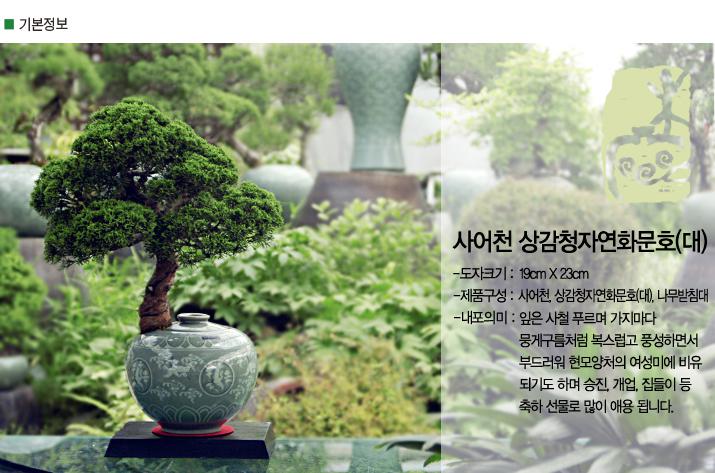 기본정보
사어천 상감청자연화문호(대)
-도자크기 : 19cm X 23cm
-제품구성 : 사어천, 상감청자연화문호(대), 나무받침대
-내포의미 : 잎은 사철 푸르며 가지마다
뭉게구름처럼 복스럽고 풍성하면서
부드러워 현모양처의 여성미에 비유
되기도 하며 승진, 개업, 집들이 등
축하 선물로 많이 애용 됩니다.